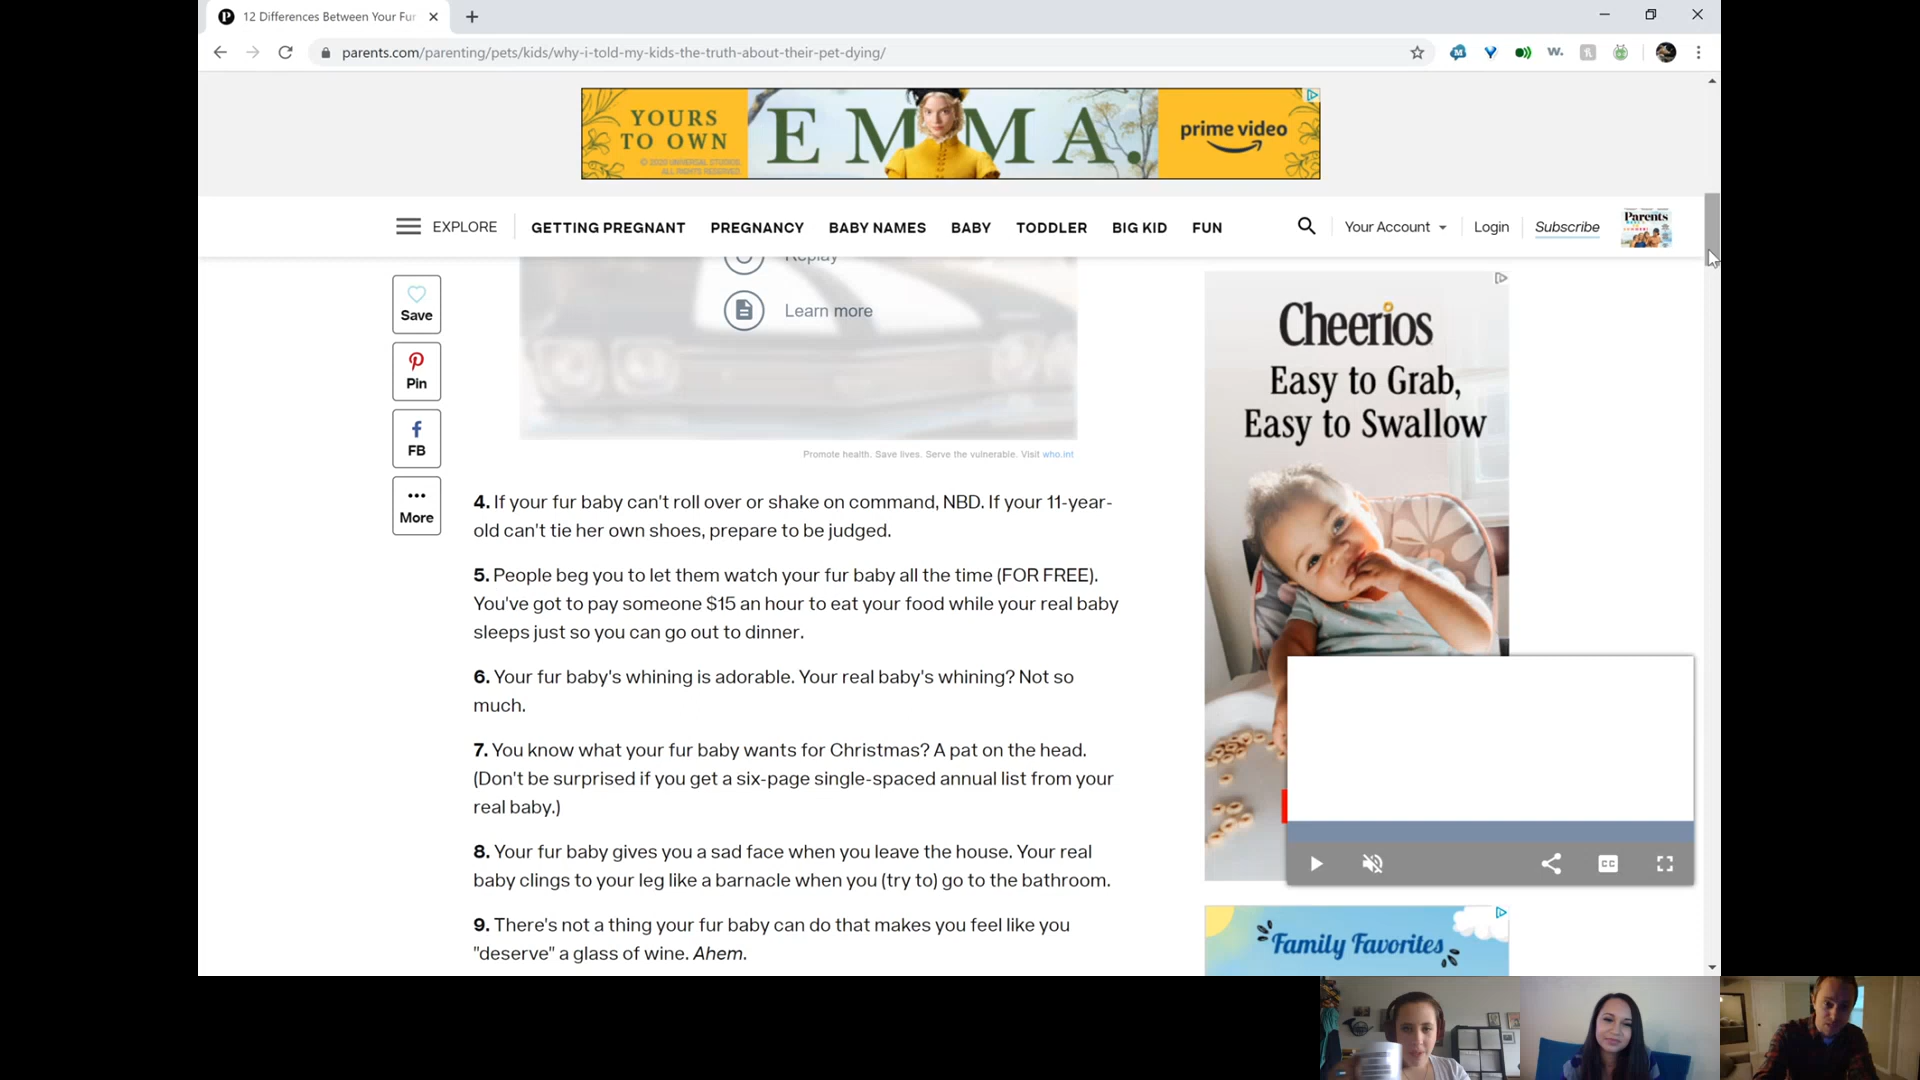 12 Differences Between Your Fur
parents.com/parenting/pets/kids/why-i-told-my-kids-the-truth-about-their-pet-dying/
YOURS
TO OWN
© 2020 UNIVERSAL STUDIOS.
ALL RIGHTS RESERVED.
EMMA.
prime video
EXPLORE
GETTING PREGNANT
PREGNANCY
BABY NAMES
BABY
TODDLER
BIG KID
FUN
Your Account
Login
Subscribe
Parents
Replay
Learn more
Save
Pin
FB
More
Promote health. Save lives. Serve the vulnerable. Visit who.int
4. If your fur baby can't roll over or shake on command, NBD. If your 11-year-
old can't tie her own shoes, prepare to be judged.
5. People beg you to let them watch your fur baby all the time (FOR FREE).
You've got to pay someone $15 an hour to eat your food while your real baby
sleeps just so you can go out to dinner.
6. Your fur baby's whining is adorable. Your real baby's whining? Not so
much.
7. You know what your fur baby wants for Christmas? A pat on the head.
(Don't be surprised if you get a six-page single-spaced annual list from your
real baby.)
8. Your fur baby gives you a sad face when you leave the house. Your real
baby clings to your leg like a barnacle when you (try to) go to the bathroom.
9. There's not a thing your fur baby can do that makes you feel like you
"deserve" a glass of wine. Ahem.
Cheerios
Easy to Grab,
Easy to Swallow
CC
Family Favorites